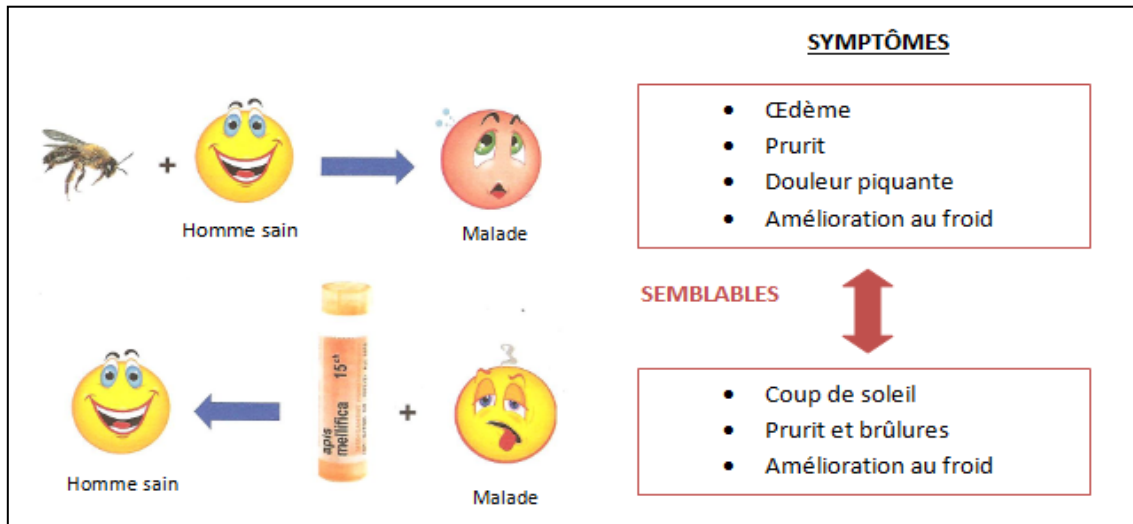 SYMPTÔMES
• Œdème
• Prurit
• Douleur piquante
• Amélioration au froid
+
Homme sain
Malade
SEMBLABLES
apis
mellifica 15ch
+
Homme sain
Malade
• Coup de soleil
• Prurit et brûlures
• Amélioration au froid